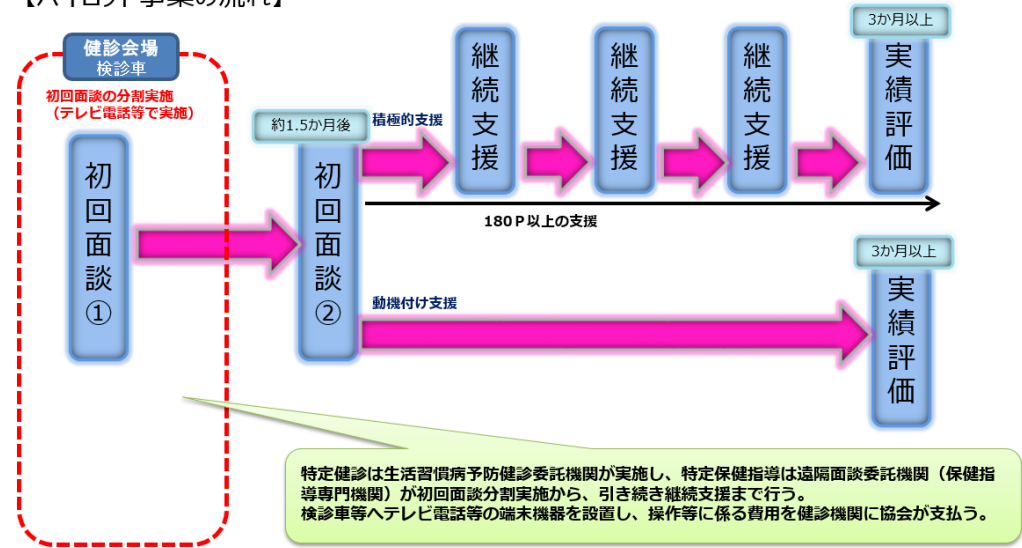 【パイロット事業の流れ】
健診会場
検診車
初回面談の分割実施
(テレビ電話等で実施)
初回面談①
約1.5か月後
初回面談②
積極的支援
継続支援
継続支援
継続支援
3か月以上
実績評価
180P以上の支援
動機付け支援
3か月以上
実績評価
特定健診は生活習慣病予防健診委託機関が実施し、特定保健指導は遠隔面談委託機関(保健指
導専門機関)が初回面談分割実施から、引き続き継続支援まで行う。
検診車等へテレビ電話等の端末機器を設置し、操作等に係る費用を健診機関に協会が支払う。